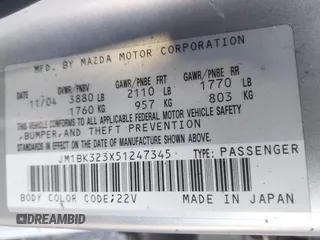 MFD. BY MAZDA MOTOR CORPORATION
DATE GVWR/PNBV GAWR/PNBE FRT GAWR/PNBE RR
11/04 3880 LB 2110 LB 1770 LB
1760 KG 957 KG 803 KG
THIS VEHICLE CONFORMS TO ALL APPLICABLE FEDERAL MOTOR VEHICLE SAFETY
, BUMPER, AND THEFT PREVENTION
STANDARDS IN EFFECT ON THE DATE OF MANUFACTURE SHOWN ABOVE.
JM1BK323X51247345 TYPE: PASSENGER
BODY COLOR CODE;22V MADE IN JAPAN
DREAMBID